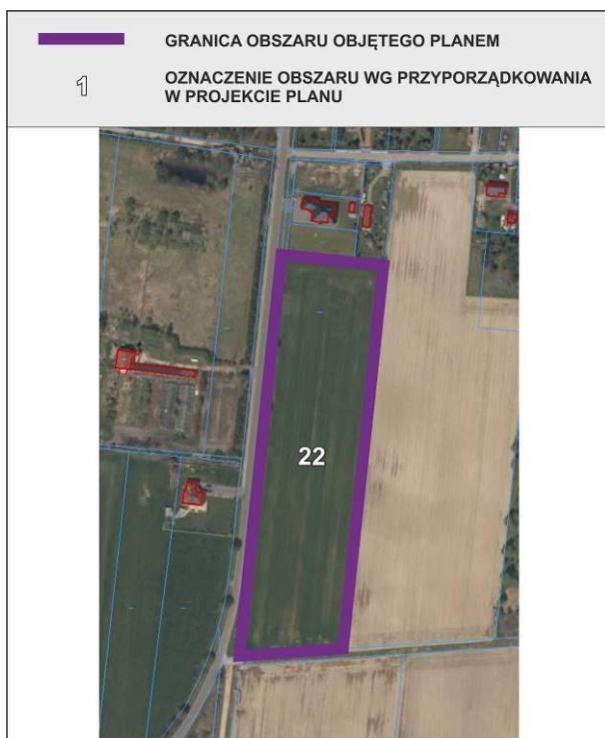 GRANICA OBSZARU OBJĘTEGO PLANEM
1
OZNACZENIE OBSZARU WG PRZYPORZĄDKOWANIA
W PROJEKCIE PLANU
22